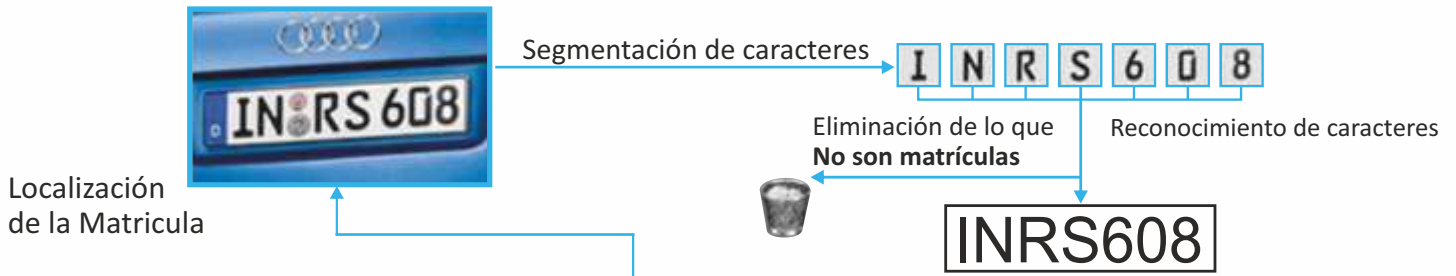 Segmentación de caracteres
I N R S 6 0 8
IN RS 608
D
Eliminación de lo que
No son matrículas
Reconocimiento de caracteres
Localización
de la Matricula
INRS608